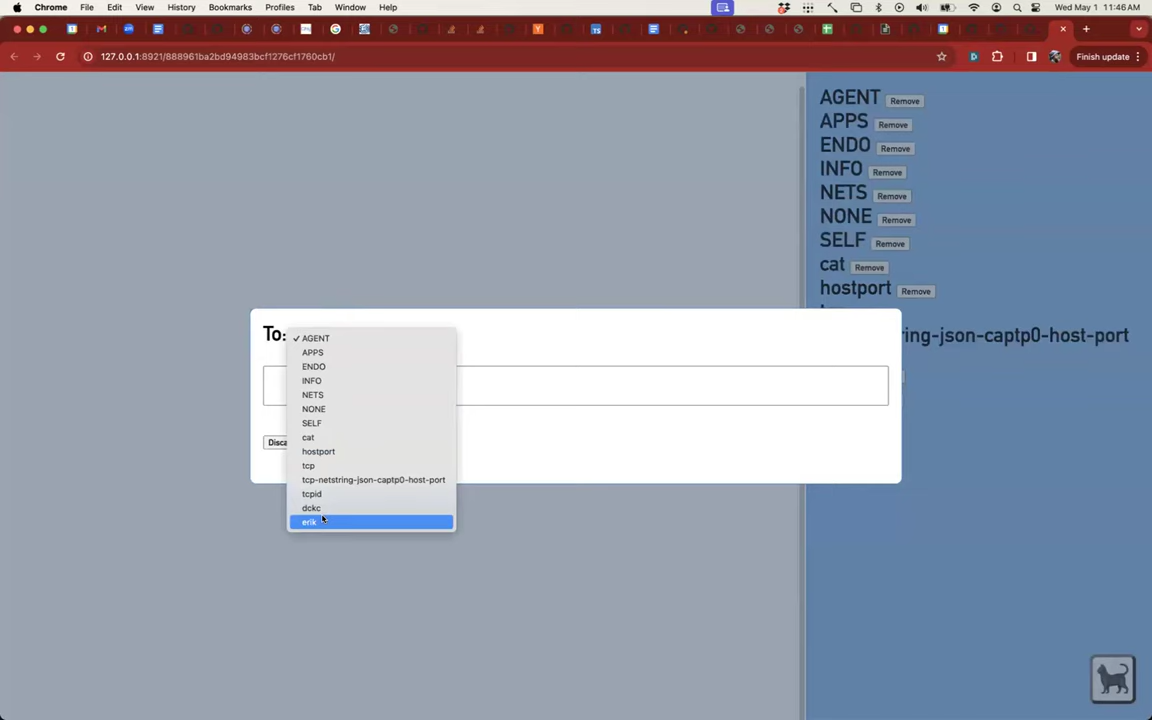 Chrome File Edit View History Bookmarks Profiles Tab Window Help Wed May 1 11:46 AM
127.0.0.1:8921/888961ba2bd94983bcf1276cf1760cb1/ Finish update
AGENT Remove
APPS Remove
ENDO Remove
INFO Remove
NETS Remove
NONE Remove
SELF Remove
cat Remove
hostport Remove
ring-json-captp0-host-port
To:
✓ AGENT
APPS
ENDO
INFO
NETS
NONE
SELF
cat
hostport
tcp
tcp-netstring-json-captp0-host-port
tcpid
dckc
erik
Disca